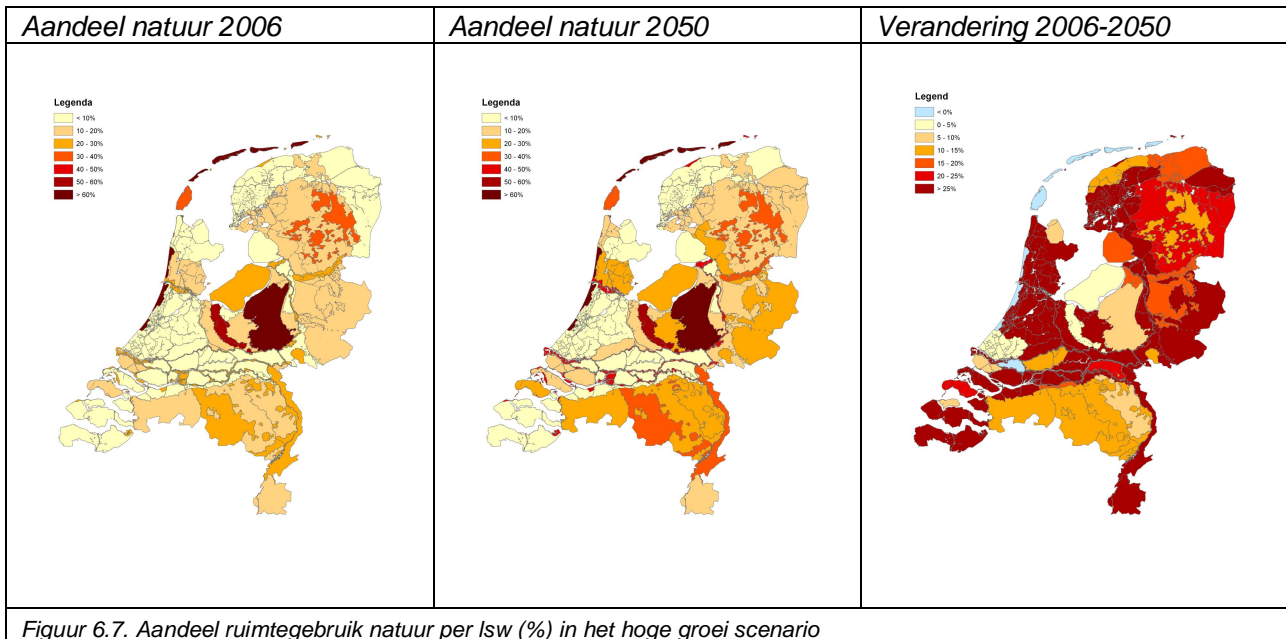 Aandeel natuur 2006
Aandeel natuur 2050
Verandering 2006-2050
Legenda
< 10%
10 - 20%
20 - 30%
30 - 40%
40 - 50%
50 - 60%
> 60%
Legenda
< 10%
10 - 20%
20 - 30%
30 - 40%
40 - 50%
50 - 60%
> 60%
Legend
< 0%
0 - 5%
5 - 10%
10 - 15%
15 - 20%
20 - 25%
> 25%
Figuur 6.7. Aandeel ruimtegebruik natuur per lsw (%) in het hoge groei scenario